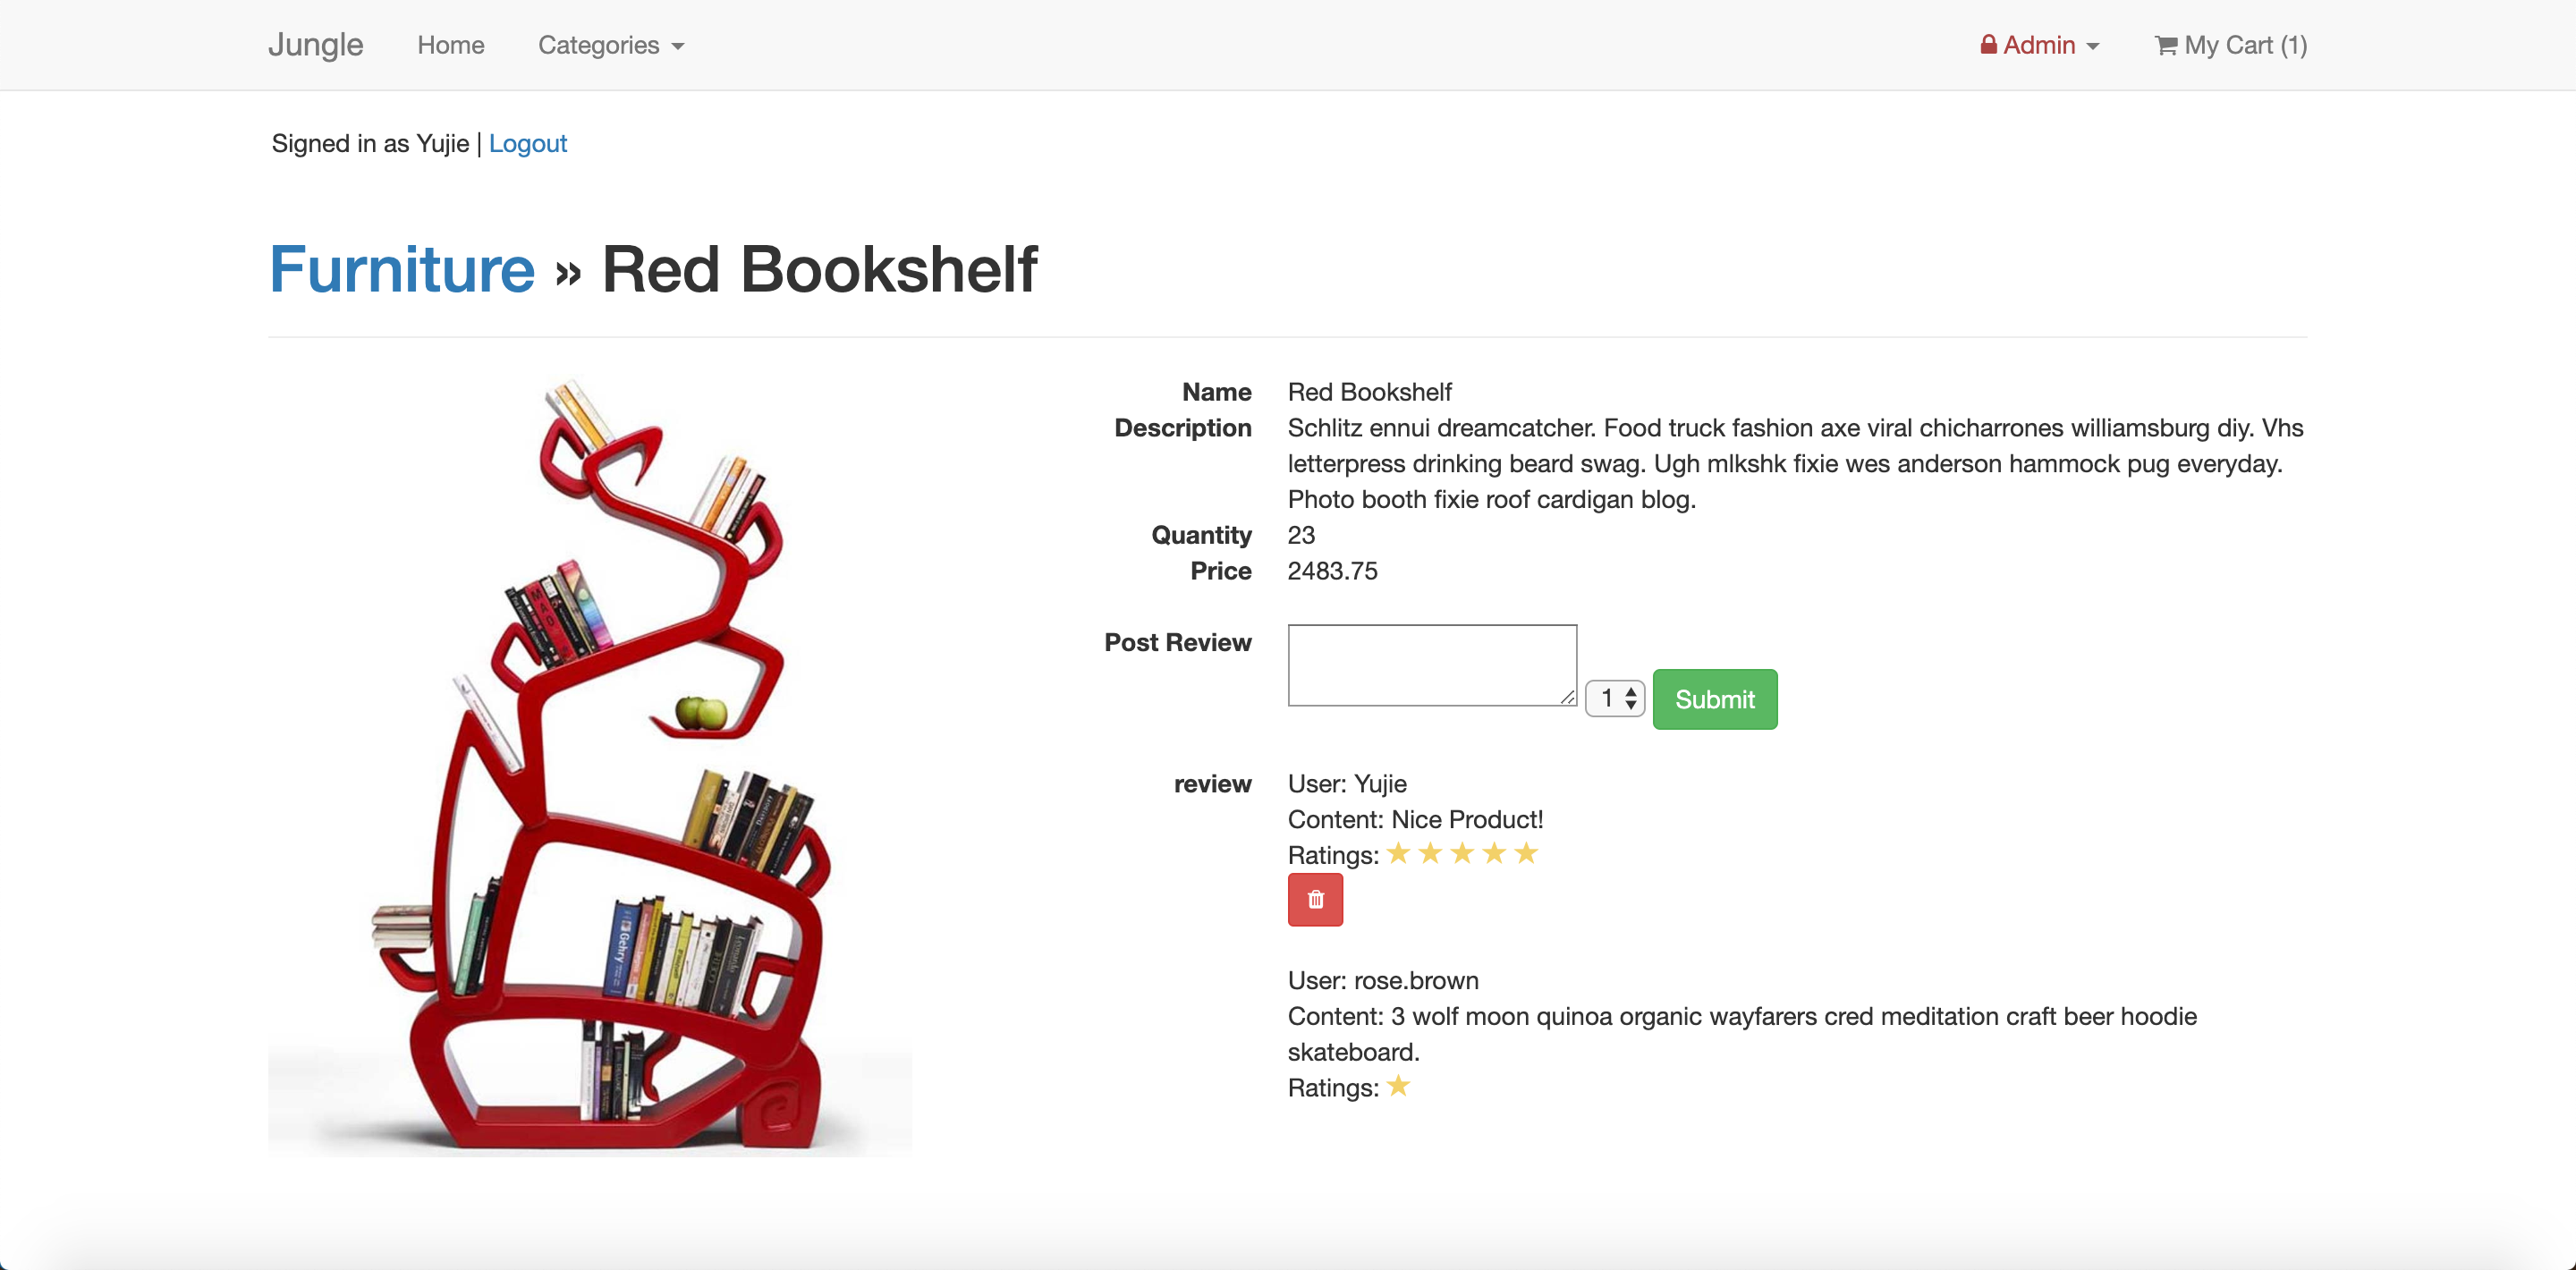 Jungle Home Categories Admin My Cart (1)
Signed in as Yujie | Logout
Furniture » Red Bookshelf
Name Red Bookshelf
Description Schlitz ennui dreamcatcher. Food truck fashion axe viral chicharrones williamsburg diy. Vhs
letterpress drinking beard swag. Ugh mlkshk fixie wes anderson hammock pug everyday.
Photo booth fixie roof cardigan blog.
Quantity 23
Price 2483.75
Post Review 1 Submit
review User: Yujie
Content: Nice Product!
Ratings:
User: rose.brown
Content: 3 wolf moon quinoa organic wayfarers cred meditation craft beer hoodie
skateboard.
Ratings:
MAD
Gehry